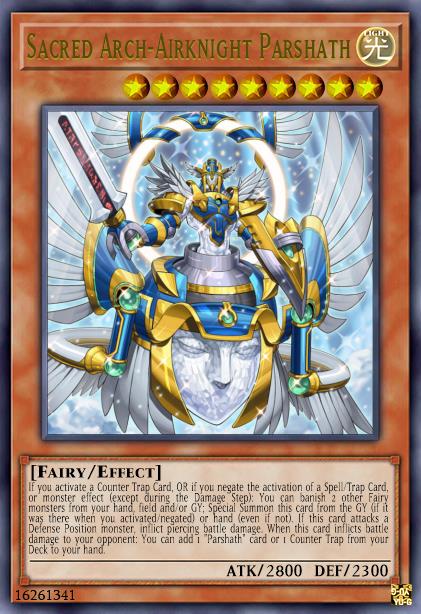 Sacred Arch-Airknight Parshath
LIGHT
光
[Fairy/Effect]
If you activate a Counter Trap Card, OR if you negate the activation of a Spell/Trap Card,
or monster effect (except during the Damage Step): You can banish 2 other Fairy
monsters from your hand, field and/or GY; Special Summon this card from the GY (if it
was there when you activated/negated) or hand (even if not). If this card attacks a
Defense Position monster, inflict piercing battle damage. When this card inflicts battle
damage to your opponent: You can add 1 "Parshath" card or 1 Counter Trap from your
Deck to your hand.
ATK/2800 DEF/2300
16261341